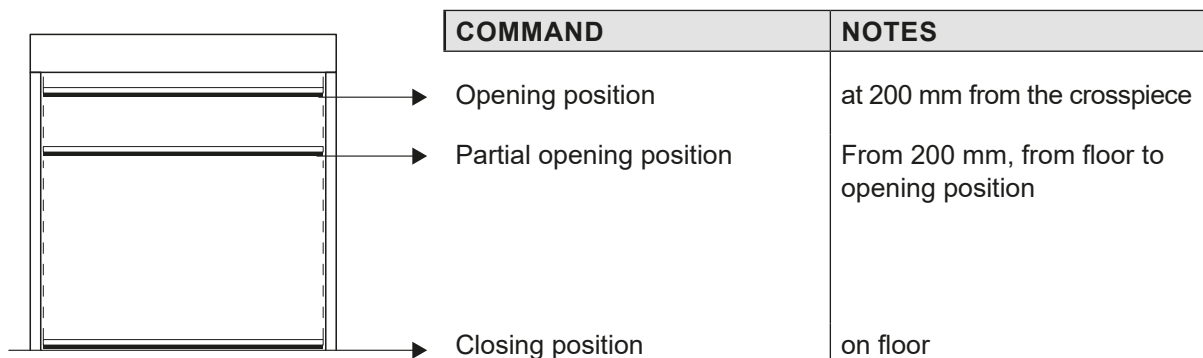 COMMAND NOTES
Opening position at 200 mm from the crosspiece
Partial opening position From 200 mm, from floor to
opening position
Closing position on floor